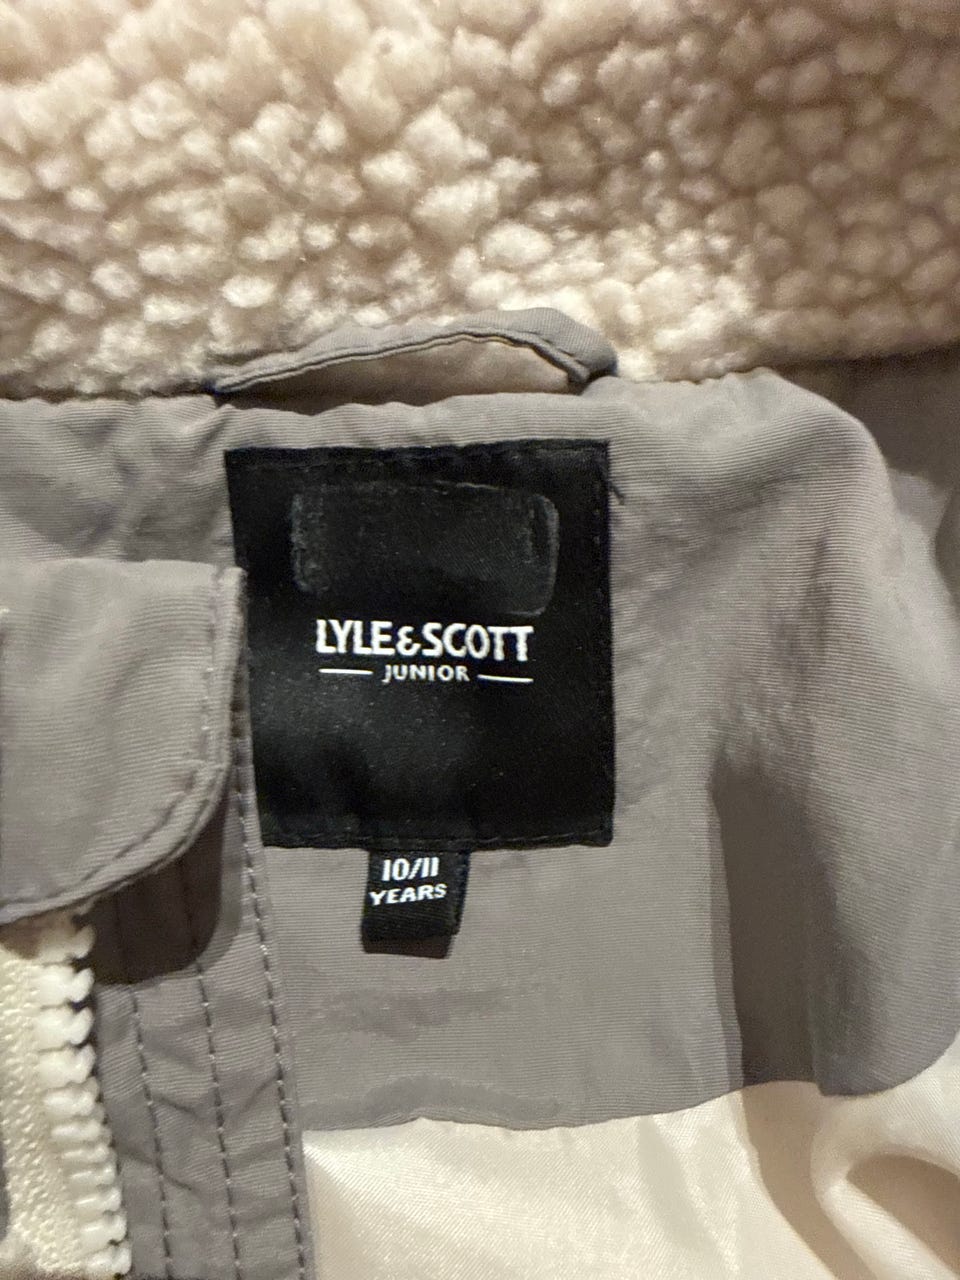 LYLE&SCOTT
JUNIOR
10/11
YEARS